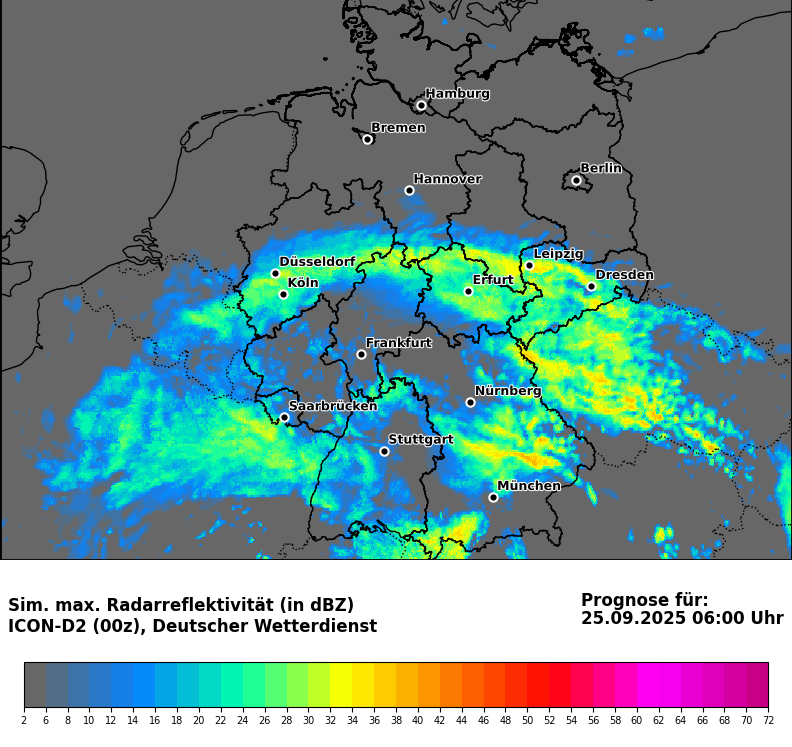 Hamburg
Bremen
Berlin
Hannover
Leipzig
Düsseldorf
Dresden
Köln
Erfurt
Frankfurt
Nürnberg
Saarbrücken
Stuttgart
München
Sim. max. Radarreflektivität (in dBZ)
ICON-D2 (00z), Deutscher Wetterdienst
Prognose für:
25.09.2025 06:00 Uhr
2 6 8 10 12 14 16 18 20 22 24 26 28 30 32 34 36 38 40 42 44 46 48 50 52 54 56 58 60 62 64 66 68 70 72